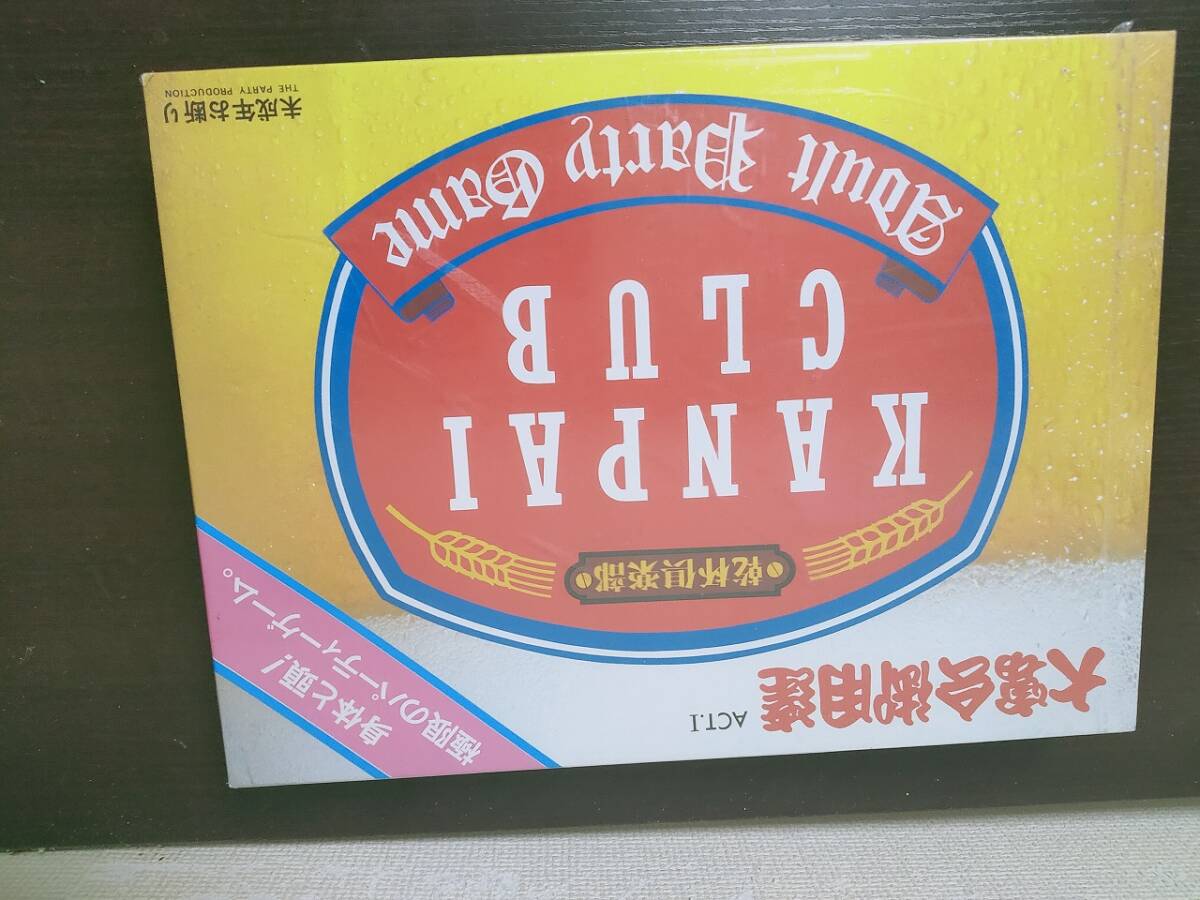 大宴会御用達 ACT.I
身体と頭!
極限のパーティーゲーム。
乾杯倶楽部
KANPAI
CLUB
Adult Party Game
未成年お断り
THE PARTY PRODUCTION